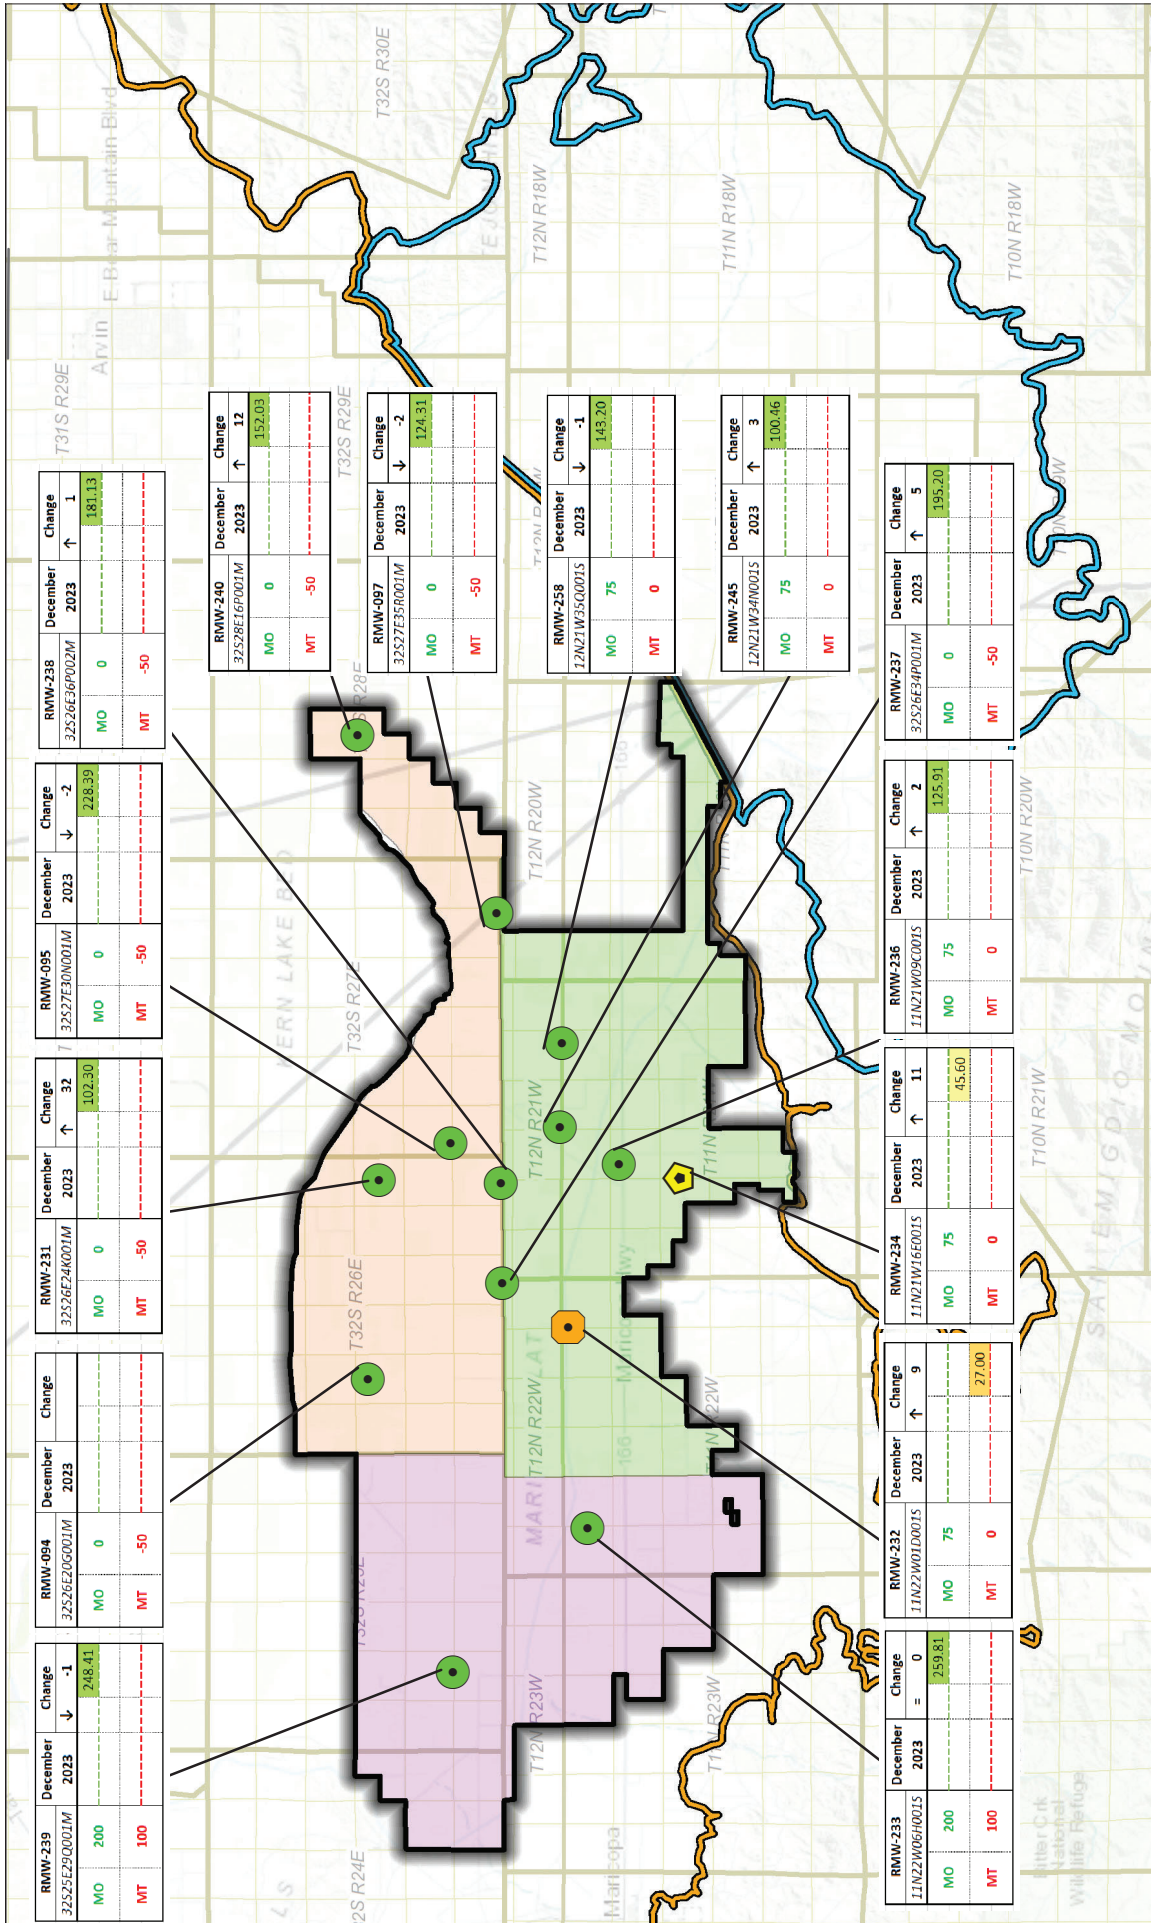 RMW-239 December Change
32S25E29Q001M 2023 ↓ -1
MO 200 248.41
MT 100
RMW-094 December Change
32S26E20G001M 2023
MO 0
MT -50
RMW-231 December Change
32S26E24K001M 2023 ↑ 32
MO 0 102.30
MT -50
RMW-095 December Change
32S27E30N001M 2023 ↓ -2
MO 0 228.39
MT -50
RMW-238 December Change
32S26E36P002M 2023 ↑ 1
MO 0 181.13
MT -50
RMW-240 December Change
32S28E16P001M 2023 ↑ 12
MO 0 152.03
MT -50
RMW-097 December Change
32S27E35R001M 2023 ↓ -2
MO 0 124.31
MT -50
RMW-258 December Change
12N21W35Q001S 2023 ↓ -1
MO 75 143.20
MT 0
RMW-245 December Change
12N21W34N001S 2023 ↑ 3
MO 75 100.46
MT 0
RMW-233 December Change
11N22W06H001S 2023 = 0
MO 200 259.81
MT 100
RMW-232 December Change
11N22W01D001S 2023 ↑ 9
MO 75
MT 0 27.00
RMW-234 December Change
11N21W16E001S 2023 ↑ 11
MO 75 45.60
MT 0
RMW-236 December Change
11N21W09C001S 2023 ↑ 2
MO 75 125.91
MT 0
RMW-237 December Change
32S26E34P001M 2023 ↑ 5
MO 0 195.20
MT -50
T31S R29E
Arvin
E Bear Mountain Blvd
T32S R30E
T32S R29E
KERN LAKE BED
T32S R27E
T32S R26E
T12N R23W
T12N R22W
T12N R21W
T12N R20W
T12N R18W
T11N R18W
T10N R18W
T10N R20W
T10N R21W
166
Maricopa
Bitter Crk
National
Wildlife Refuge